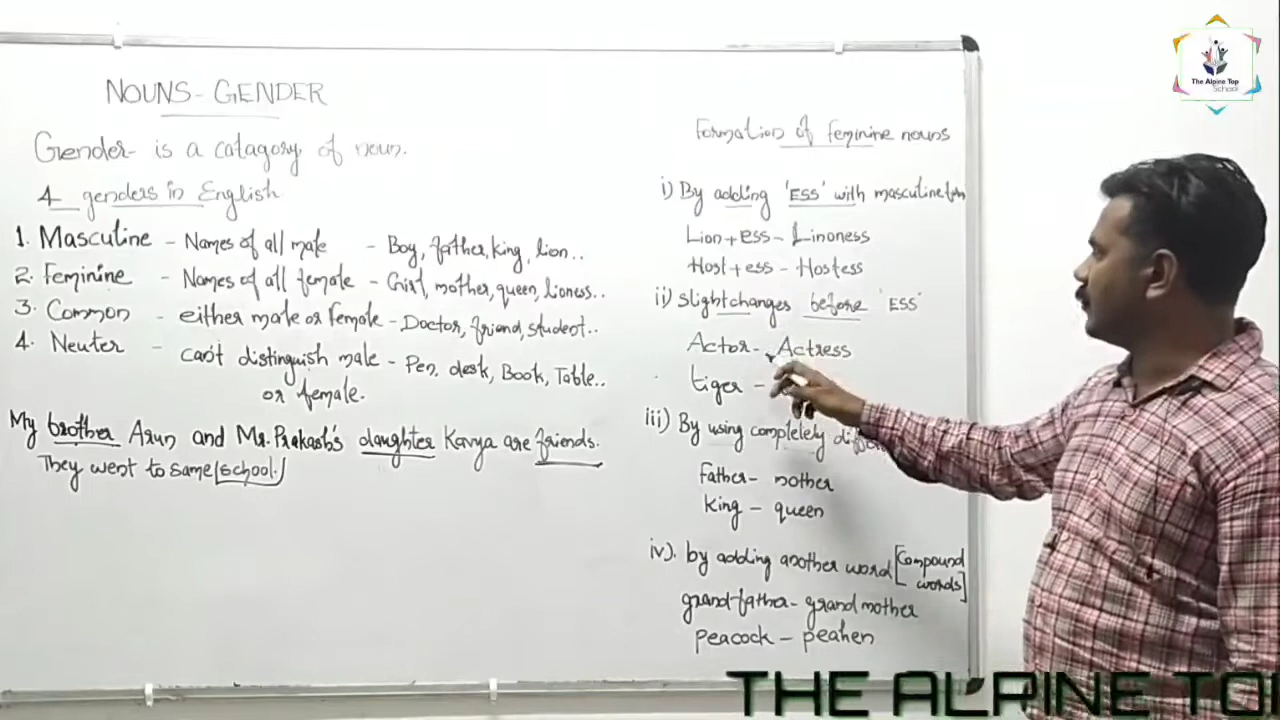 NOUNS - GENDER
Gender- is a catagory of noun.
4 genders in English
1. Masculine - Names of all male - Boy, father, king, lion..
2. Feminine - Names of all female - Girl, mother, queen, lioness..
3. Common - either male or female - Doctor, friend, student..
4. Neuter - can't distinguish male - Pen, desk, Book, Table..
or female.
My brother Arun and Mr. Prakash's daughter Kavya are friends.
They went to same [school.]
Formation of feminine nouns
i) By adding 'ESS' with masculine
Lion+ess- Linoness
Host+ess - Hostess
ii) slight changes before 'ESS'
Actor- Actress
tiger -
iii) By using completely
Father- mother
King - queen
iv). by adding another word [Compound
words]
grand-father- grand mother
Peacock - peahen
The Alpine Top
School
THE ALPINE TO